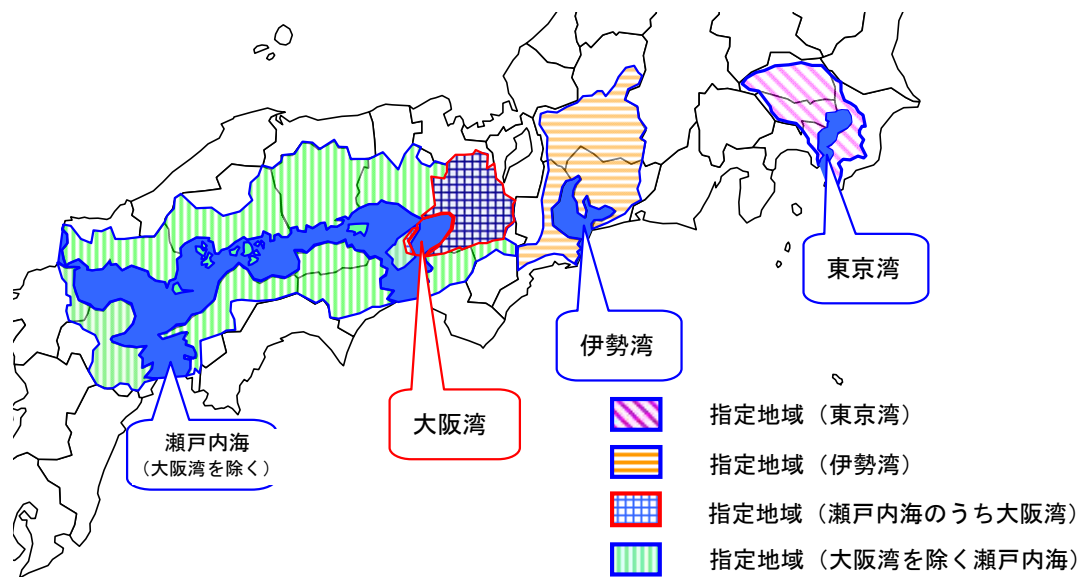 東京湾
伊勢湾
大阪湾
瀬戸内海
（大阪湾を除く）
指定地域（東京湾）
指定地域（伊勢湾）
指定地域（瀬戸内海のうち大阪湾）
指定地域（大阪湾を除く瀬戸内海）